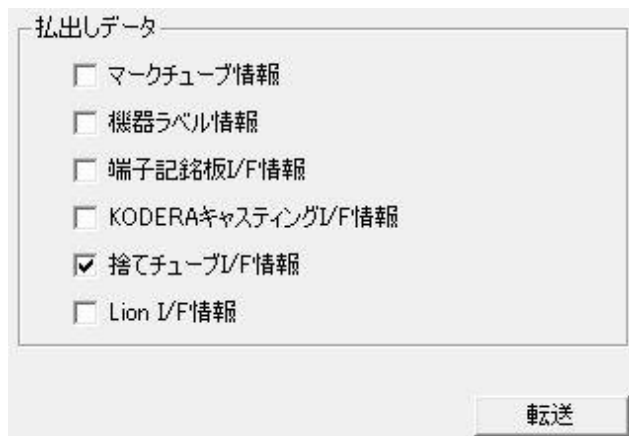 払出しデータ
マークチューブ情報
機器ラベル情報
端子記銘板I/F情報
KODERAキャスティングI/F情報
捨てチューブI/F情報
Lion I/F情報
転送